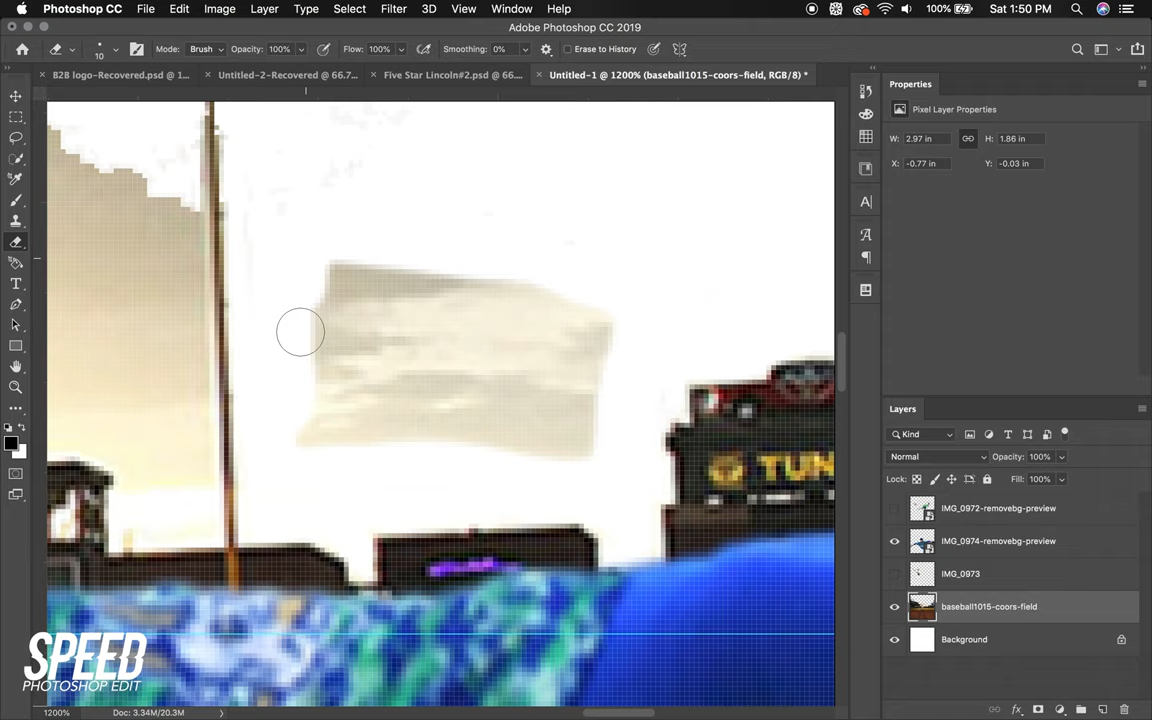 Photoshop CC File Edit Image Layer Type Select Filter 3D View Window Help 100% Sat 1:50 PM
Adobe Photoshop CC 2019
10 Mode: Brush Opacity: 100% Flow: 100% Smoothing: 0% Erase to History
B2B logo-Recovered.psd @ 1... Untitled-2-Recovered @ 66.7... Five Star Lincoln#2.psd @ 66.... Untitled-1 @ 1200% (baseball1015-coors-field, RGB/8) *
Properties
Pixel Layer Properties
W: 2.97 in H: 1.86 in
X: -0.77 in Y: -0.03 in
TUN
Layers
Kind
Normal Opacity: 100%
Lock: Fill: 100%
IMG_0972-removebg-preview
IMG_0974-removebg-preview
IMG_0973
baseball1015-coors-field
Background
SPEED
PHOTOSHOP EDIT
1200% Doc: 3.34M/20.3M